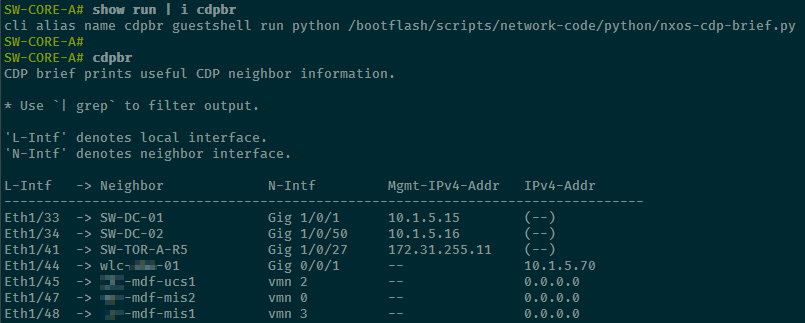 SW-CORE-A# show run | i cdpbr
cli alias name cdpbr guestshell run python /bootflash/scripts/network-code/python/nxos-cdp-brief.py
SW-CORE-A#
SW-CORE-A# cdpbr
CDP brief prints useful CDP neighbor information.
* Use `| grep` to filter output.
'L-Intf' denotes local interface.
'N-Intf' denotes neighbor interface.
L-Intf -> Neighbor N-Intf Mgmt-IPv4-Addr IPv4-Addr
--------------------------------------------------------------------------------
Eth1/33 -> SW-DC-01 Gig 1/0/1 10.1.5.15 (--)
Eth1/34 -> SW-DC-02 Gig 1/0/50 10.1.5.16 (--)
Eth1/41 -> SW-TOR-A-R5 Gig 1/0/27 172.31.255.11 (--)
Eth1/44 -> wlc- -01 Gig 0/0/1 -- 10.1.5.70
Eth1/45 -> -mdf-ucs1 vmn 2 -- 0.0.0.0
Eth1/47 -> -mdf-mis2 vmn 0 -- 0.0.0.0
Eth1/48 -> -mdf-mis1 vmn 3 -- 0.0.0.0